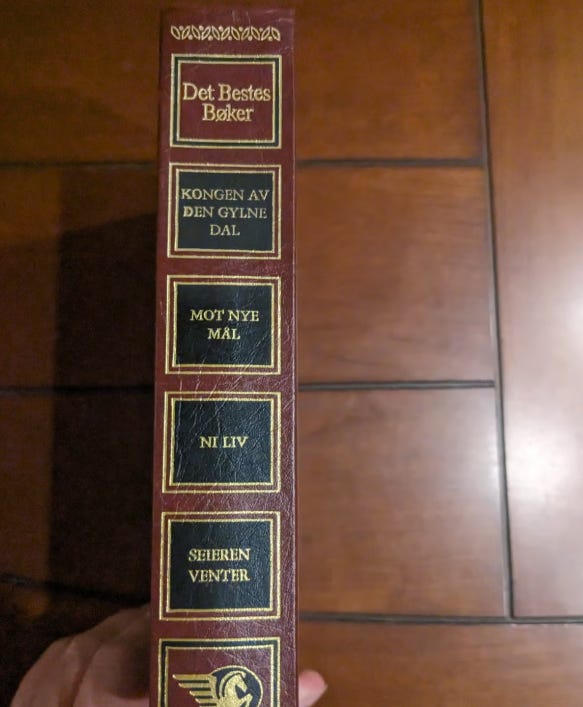 Det Bestes
Bøker
KONGEN AV
DEN GYLNE
DAL
MOT NYE
MÅL
NI LIV
SEIEREN
VENTER